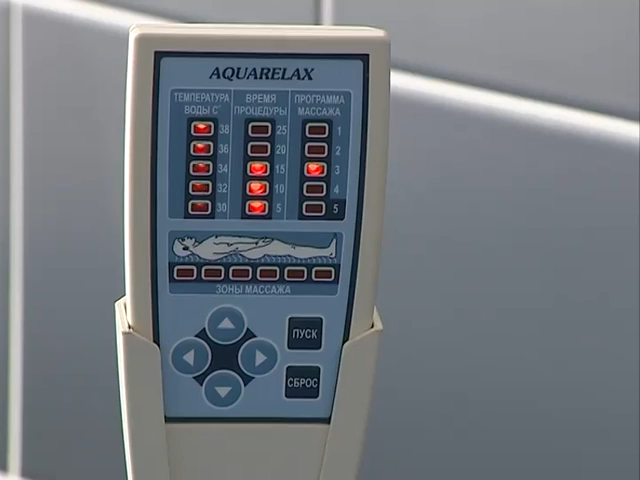 AQUARELAX
ТЕМПЕРАТУРА ВОДЫ С°
ВРЕМЯ ПРОЦЕДУРЫ
ПРОГРАММА МАССАЖА
38 25 1
36 20 2
34 15 3
32 10 4
30 5 5
ЗОНЫ МАССАЖА
ПУСК
СБРОС